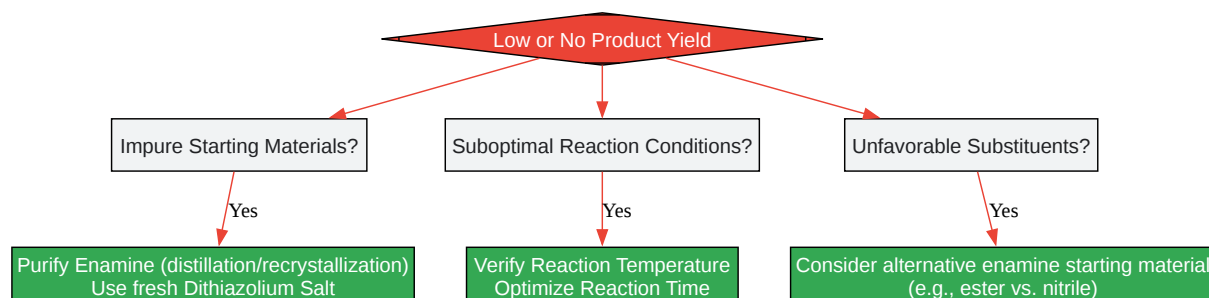 Low or No Product Yield
Impure Starting Materials?
Suboptimal Reaction Conditions?
Unfavorable Substituents?
Yes
Yes
Yes
Purify Enamine (distillation/recrystallization)
Use fresh Dithiazolium Salt
Verify Reaction Temperature
Optimize Reaction Time
Consider alternative enamine starting material
(e.g., ester vs. nitrile)